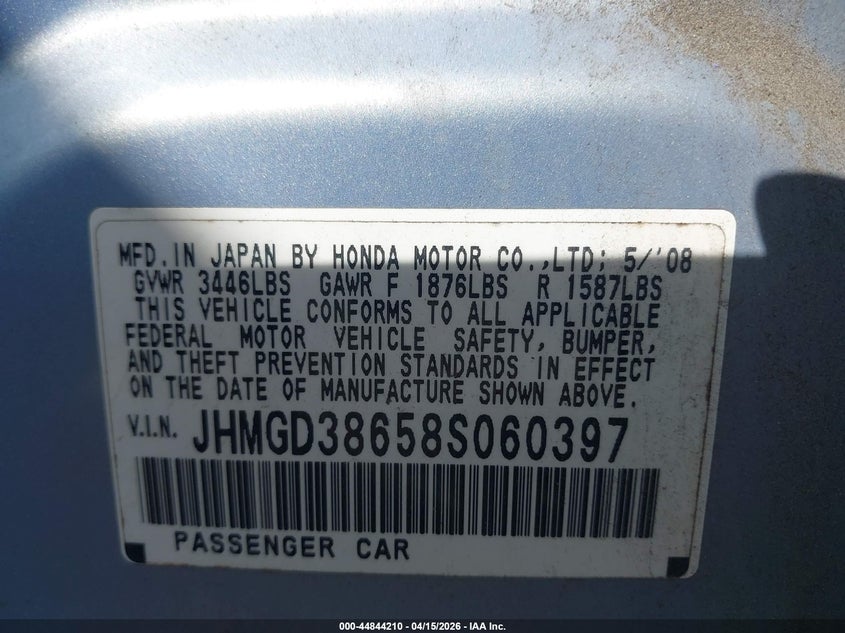 MFD.IN JAPAN BY HONDA MOTOR CO.,LTD; 5/'08
GVWR 3446LBS GAWR F 1876LBS R 1587LBS
THIS VEHICLE CONFORMS TO ALL APPLICABLE
FEDERAL MOTOR VEHICLE SAFETY, BUMPER,
AND THEFT PREVENTION STANDARDS IN EFFECT
ON THE DATE OF MANUFACTURE SHOWN ABOVE.
V.I.N. JHMGD38658S060397
PASSENGER CAR
000-44844210 - 04/15/2026 - IAA Inc.